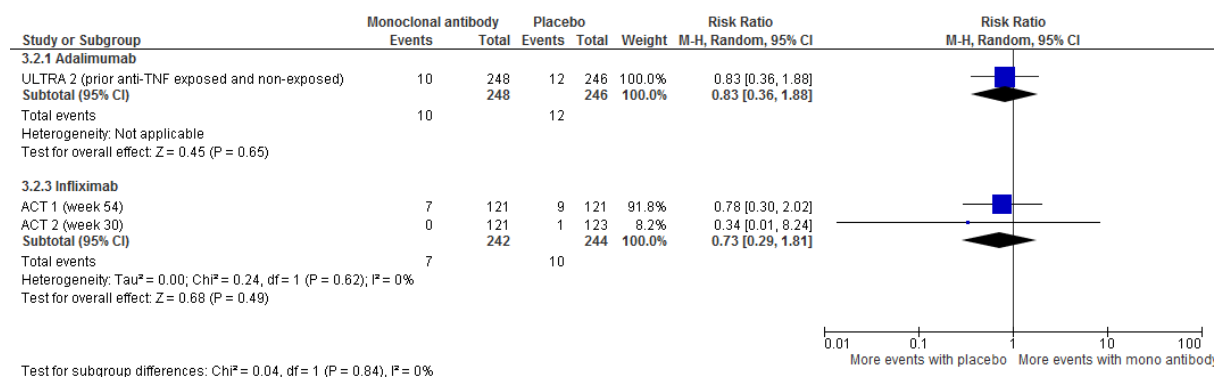 Monoclonal antibody Placebo Risk Ratio Risk Ratio
Study or Subgroup Events Total Events Total Weight M-H, Random, 95% CI M-H, Random, 95% CI
3.2.1 Adalimumab
ULTRA 2 (prior anti-TNF exposed and non-exposed) 10 248 12 246 100.0% 0.83 [0.36, 1.88]
Subtotal (95% CI) 248 246 100.0% 0.83 [0.36, 1.88]
Total events 10 12
Heterogeneity: Not applicable
Test for overall effect: Z = 0.45 (P = 0.65)
3.2.3 Infliximab
ACT 1 (week 54) 7 121 9 121 91.8% 0.78 [0.30, 2.02]
ACT 2 (week 30) 0 121 1 123 8.2% 0.34 [0.01, 8.24]
Subtotal (95% CI) 242 244 100.0% 0.73 [0.29, 1.81]
Total events 7 10
Heterogeneity: Tau² = 0.00; Chi² = 0.24, df = 1 (P = 0.62); I² = 0%
Test for overall effect: Z = 0.68 (P = 0.49)
0.01 0.1 1 10 100
More events with placebo More events with mono antibody
Test for subgroup differences: Chi² = 0.04, df = 1 (P = 0.84), I² = 0%